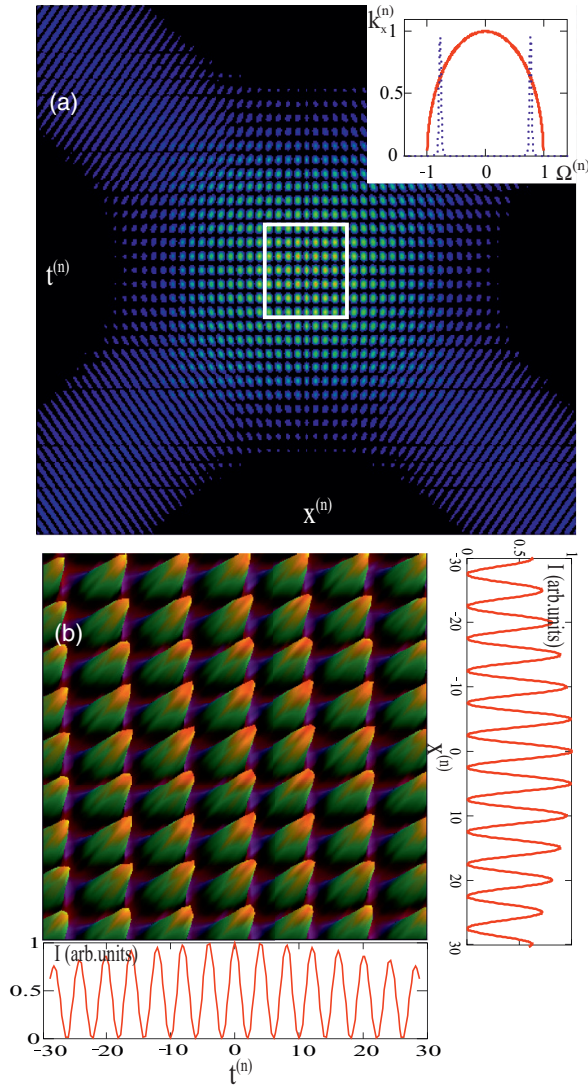 (a)
k_x^(n) 1
0.5
0
-1 0 1 Ω^(n)
t^(n)
x^(n)
(b)
0 0.5 1
I (arb.units)
-30 -20 -10 0 10 20 30
x^(n)
I (arb.units)
1
0.5
0
-30 -20 -10 0 10 20 30
t^(n)